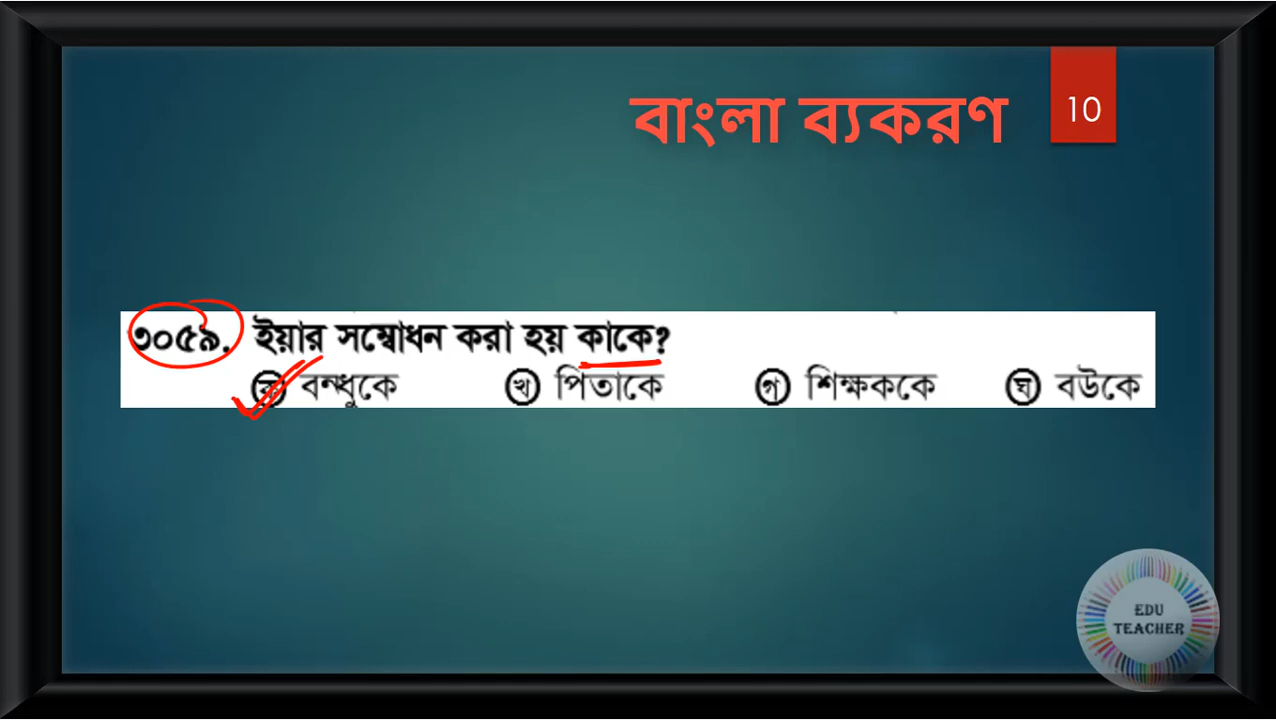 বাংলা ব্যকরণ
10
৩০৫৯. ইয়ার সম্বোধন করা হয় কাকে?
ক বন্ধুকে খ পিতাকে গ শিক্ষককে ঘ বউকে
EDU
TEACHER